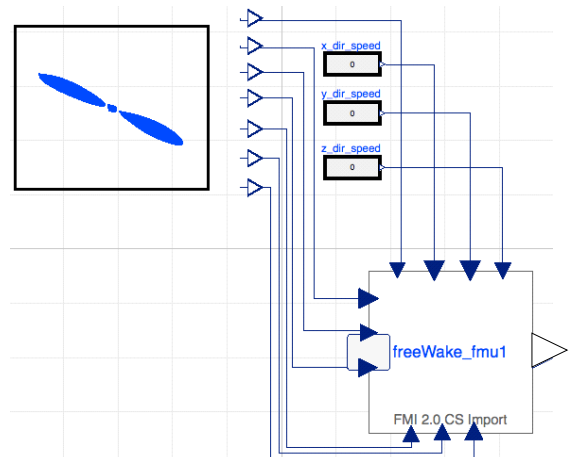 x_dir_speed
0
y_dir_speed
0
z_dir_speed
0
freeWake_fmu1
FMI 2.0 CS Import